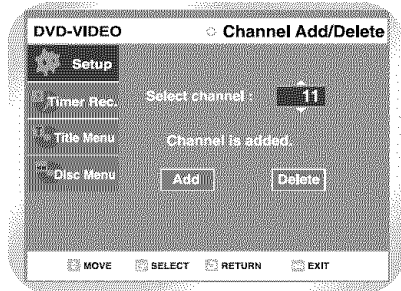 DVD-VIDEO
Channel Add/Delete
Setup
Timer Rec.
Title Menu
Disc Menu
Select channel : 11
Channel is added.
Add Delete
MOVE SELECT RETURN EXIT